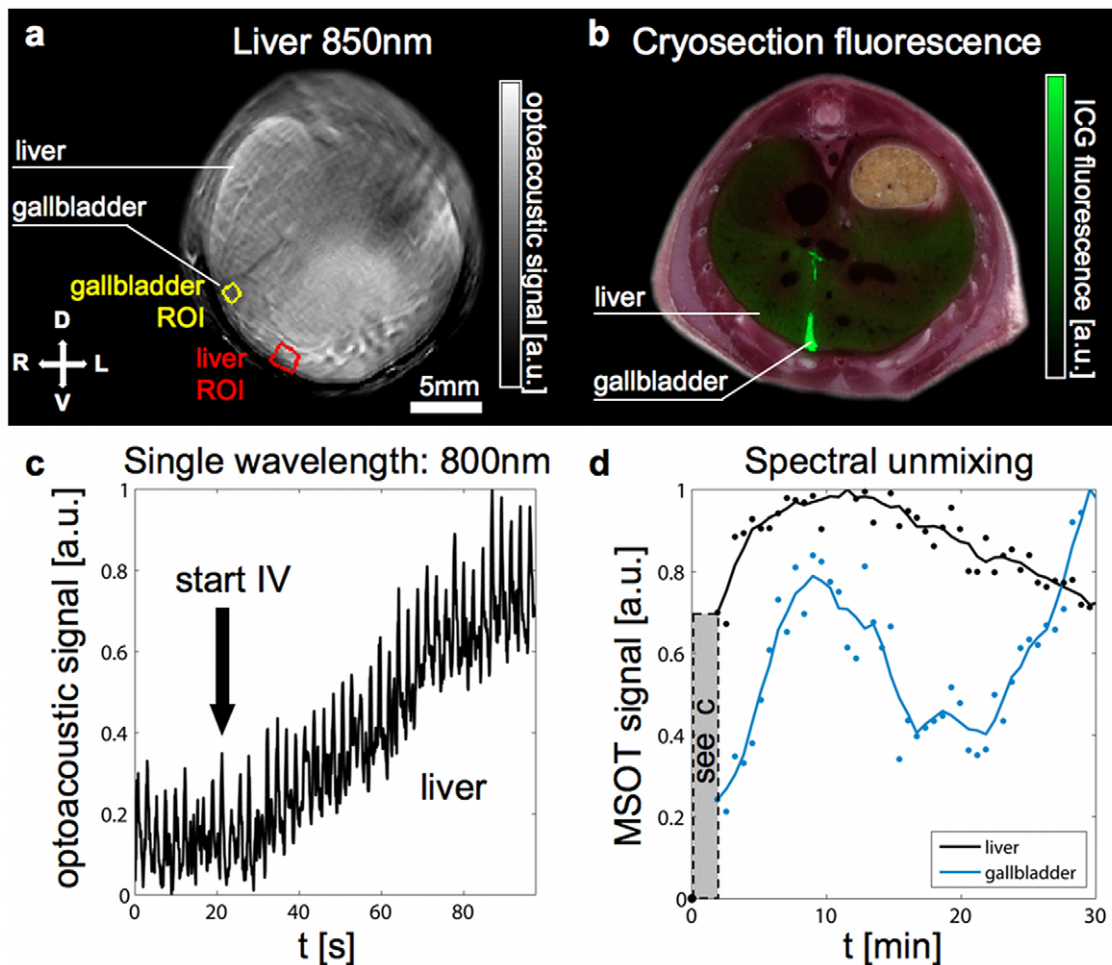 a
Liver 850nm
liver
gallbladder
gallbladder
ROI
liver
ROI
D
R L
V
5mm
optoacoustic signal [a.u.]
b
Cryosection fluorescence
liver
gallbladder
ICG fluorescence [a.u.]
c
Single wavelength: 800nm
optoacoustic signal [a.u.]
1
0.8
0.6
0.4
0.2
0
start IV
liver
0 20 40 60 80
t [s]
d
Spectral unmixing
MSOT signal [a.u.]
1
0.8
0.6
0.4
0.2
0
see c
liver
gallbladder
0 10 20 30
t [min]